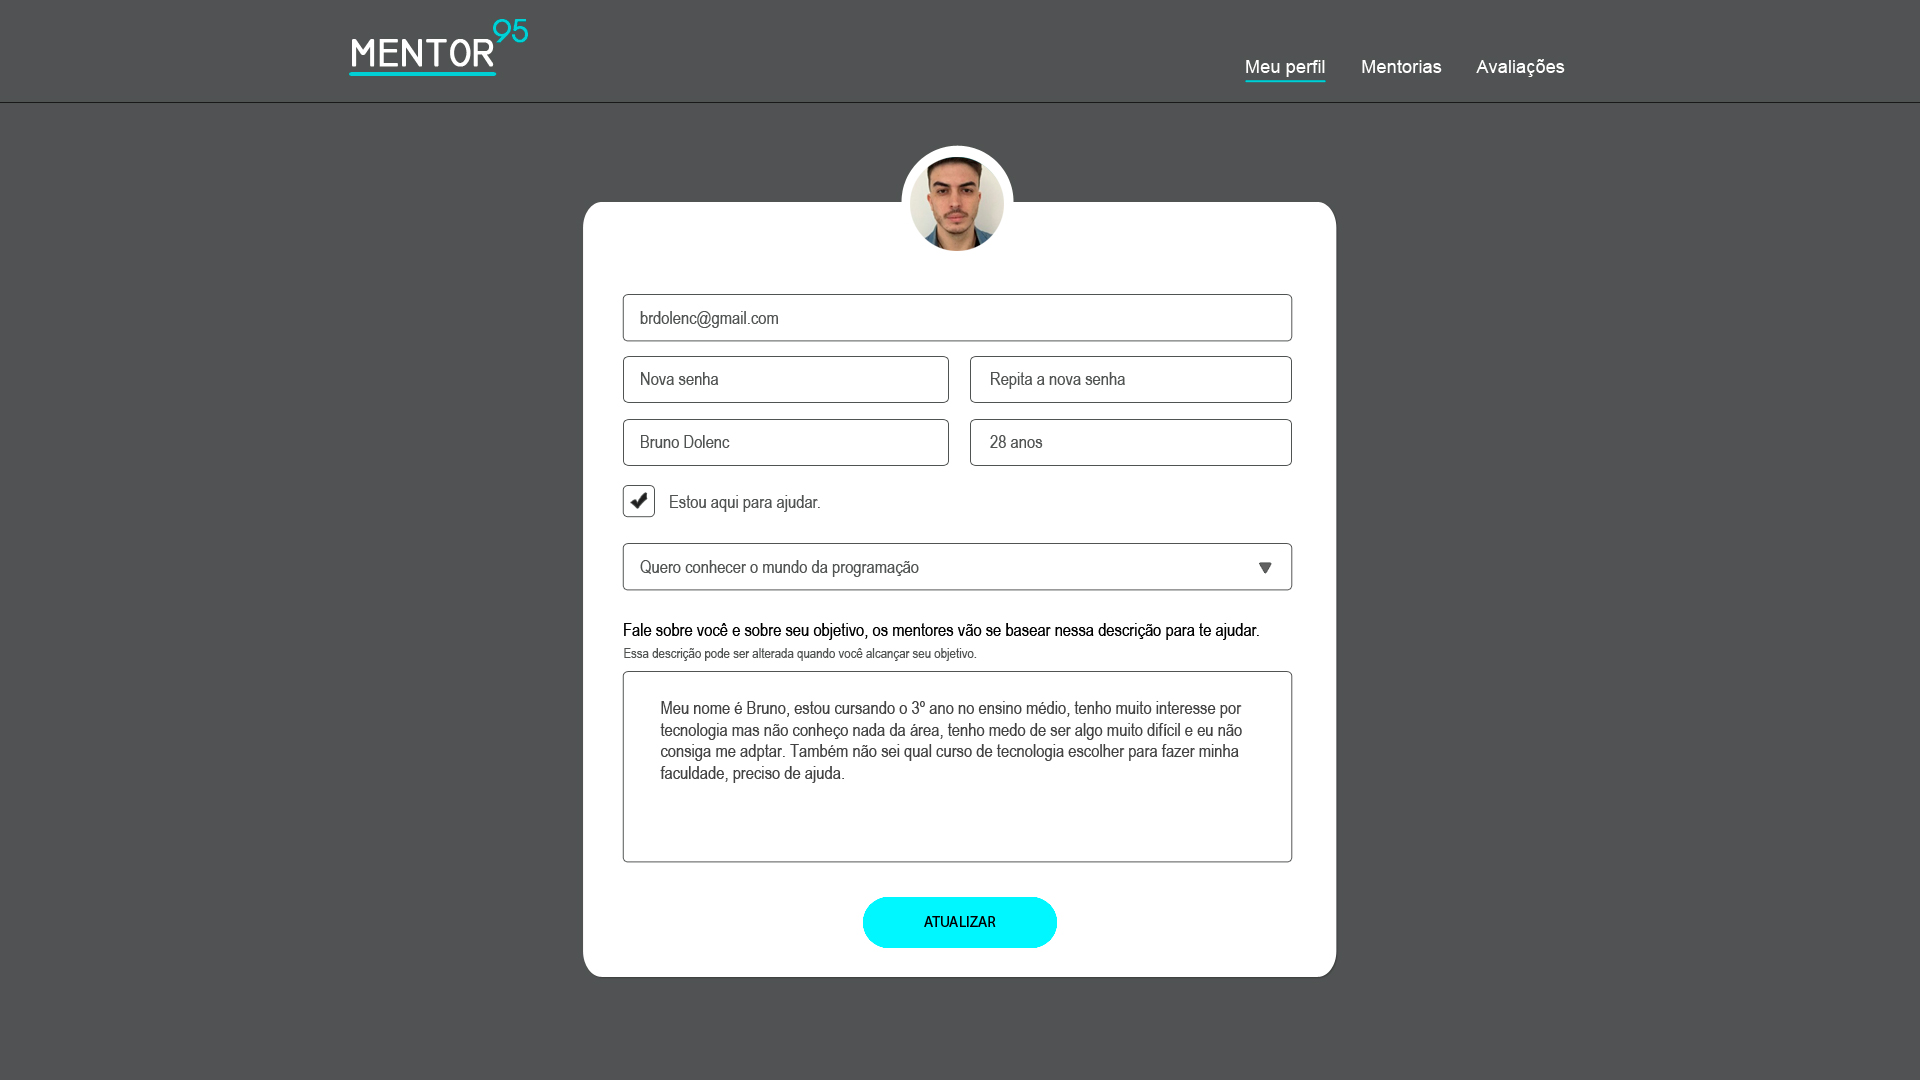 MENTOR 95
Meu perfil
Mentorias
Avaliações
brdolenc@gmail.com
Nova senha
Repita a nova senha
Bruno Dolenc
28 anos
Estou aqui para ajudar.
Quero conhecer o mundo da programação
Fale sobre você e sobre seu objetivo, os mentores vão se basear nessa descrição para te ajudar.
Essa descrição pode ser alterada quando você alcançar seu objetivo.
Meu nome é Bruno, estou cursando o 3º ano no ensino médio, tenho muito interesse por
tecnologia mas não conheço nada da área, tenho medo de ser algo muito difícil e eu não
consiga me adptar. Também não sei qual curso de tecnologia escolher para fazer minha
faculdade, preciso de ajuda.
ATUALIZAR